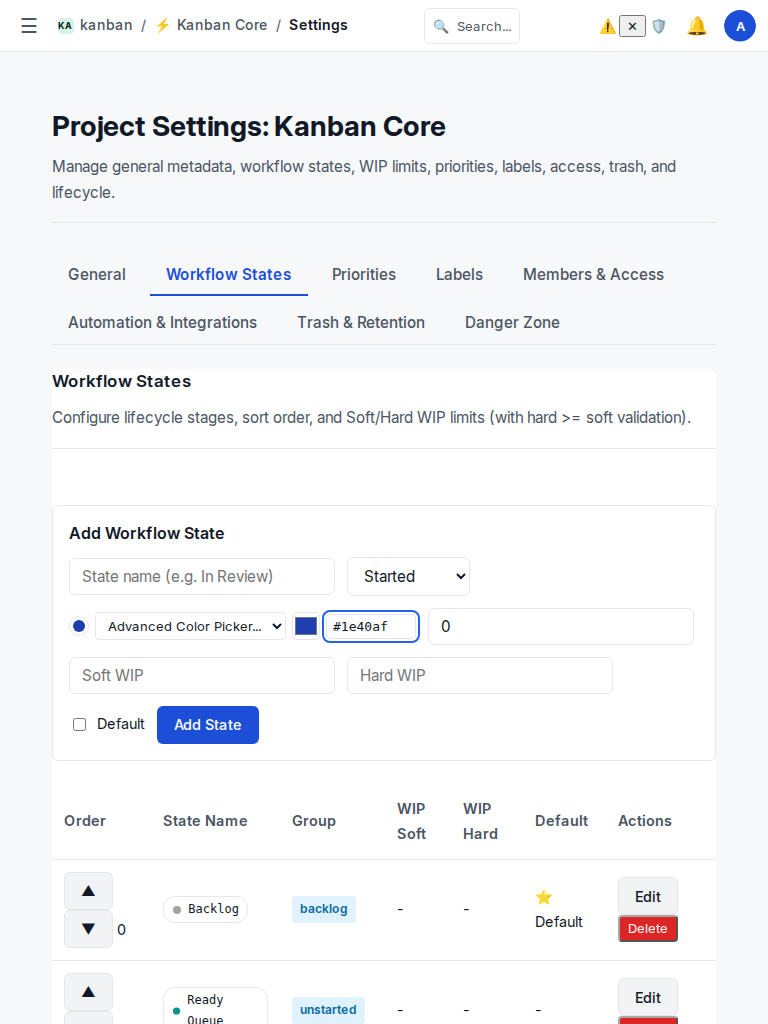 ☰ KA kanban / ⚡ Kanban Core / Settings 🔍 Search... ⚠️ ✕ 🛡️ 🔔 A
Project Settings: Kanban Core
Manage general metadata, workflow states, WIP limits, priorities, labels, access, trash, and
lifecycle.
General Workflow States Priorities Labels Members & Access
Automation & Integrations Trash & Retention Danger Zone
Workflow States
Configure lifecycle stages, sort order, and Soft/Hard WIP limits (with hard >= soft validation).
Add Workflow State
State name (e.g. In Review) Started
Advanced Color Picker... #1e40af 0
Soft WIP Hard WIP
Default Add State
Order State Name Group WIP Soft WIP Hard Default Actions
▲ ▼ 0 Backlog backlog - - ⭐ Default Edit Delete
▲ Ready Queue unstarted - - - Edit